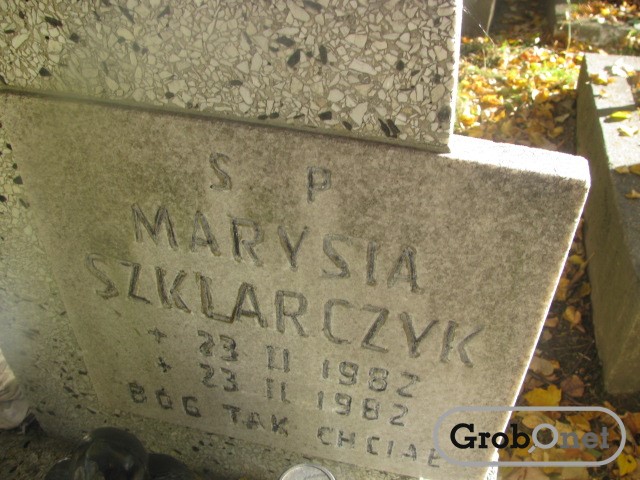 S P
MARYSIA
SZKLARCZYK
+ 23 II 1982
+ 23 II 1982
BÓG TAK CHCIAŁ
GrobOnet